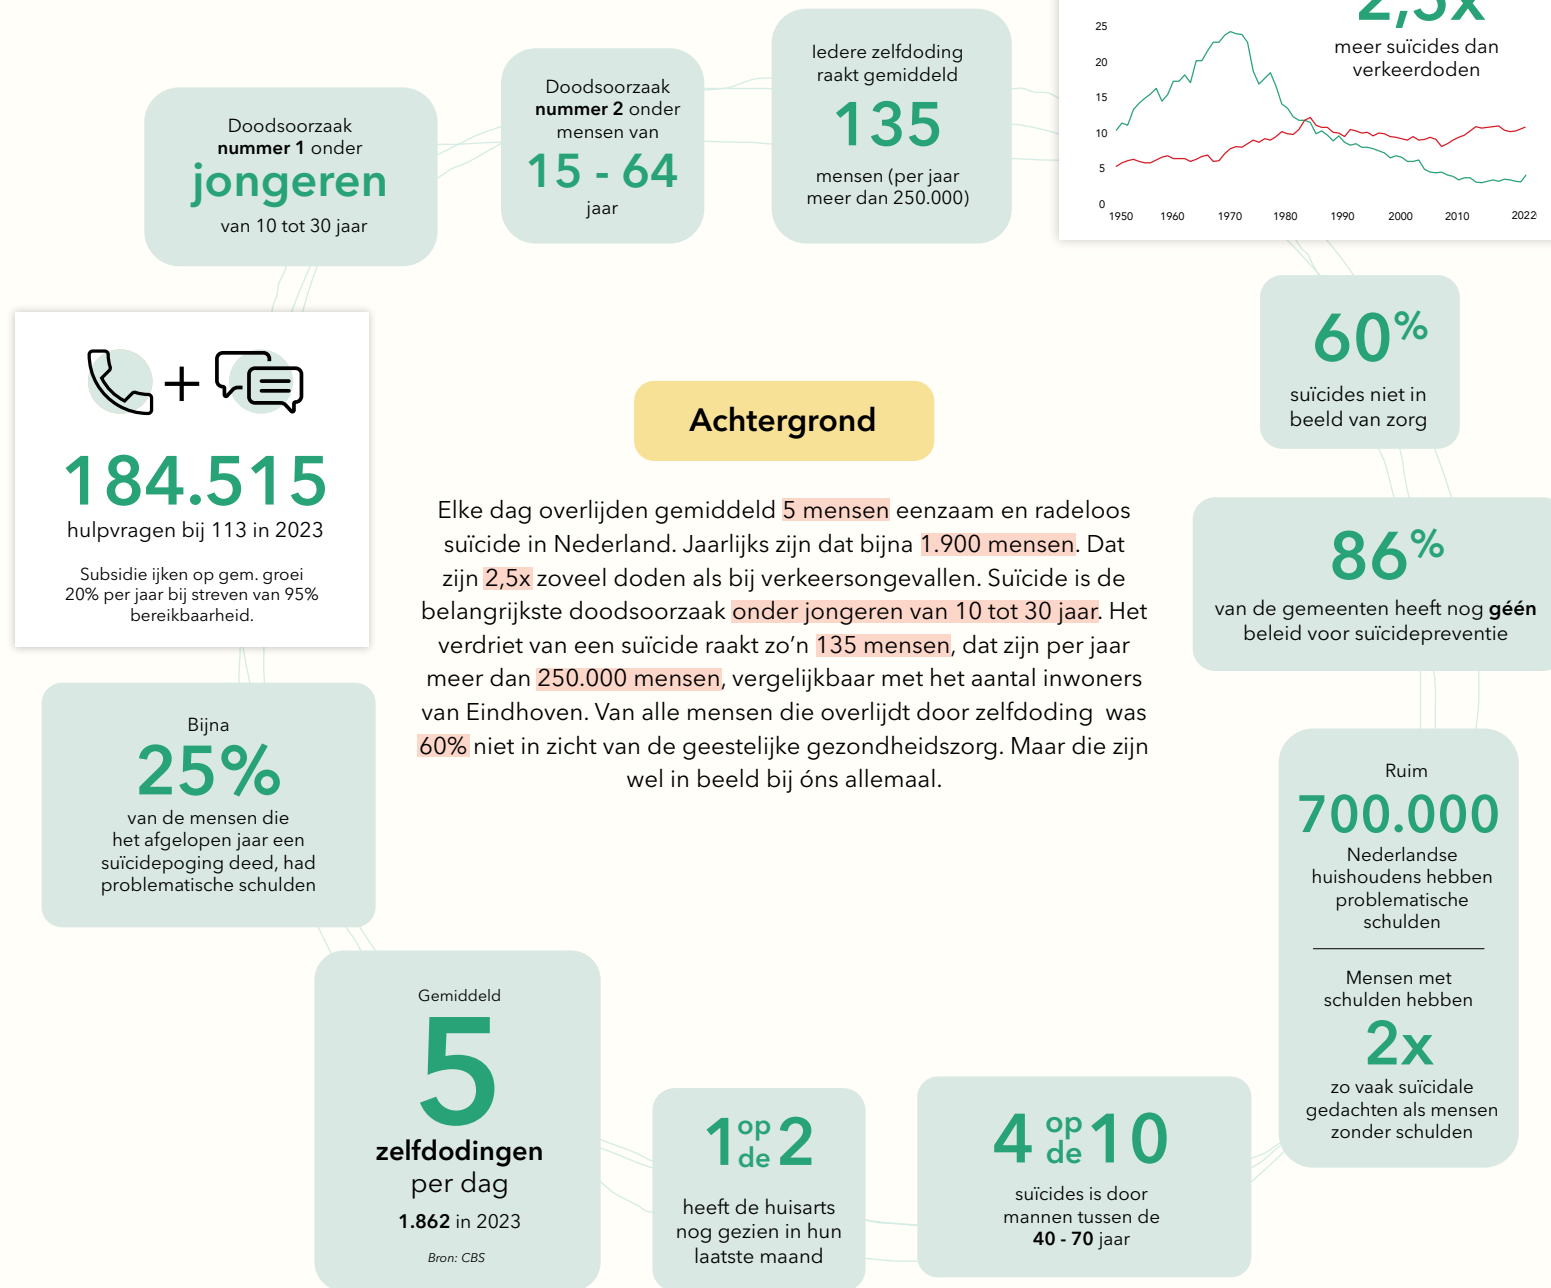 2,5x
meer suïcides dan
verkeerdoden
25
20
15
10
5
0
1950 1960 1970 1980 1990 2000 2010 2022
Iedere zelfdoding
raakt gemiddeld
135
mensen (per jaar
meer dan 250.000)
Doodsoorzaak
nummer 2 onder
mensen van
15 - 64
jaar
Doodsoorzaak
nummer 1 onder
jongeren
van 10 tot 30 jaar
60%
suïcides niet in
beeld van zorg
+
184.515
hulpvragen bij 113 in 2023
Subsidie ijken op gem. groei
20% per jaar bij streven van 95%
bereikbaarheid.
Achtergrond
Elke dag overlijden gemiddeld 5 mensen eenzaam en radeloos
suïcide in Nederland. Jaarlijks zijn dat bijna 1.900 mensen. Dat
zijn 2,5x zoveel doden als bij verkeersongevallen. Suïcide is de
belangrijkste doodsoorzaak onder jongeren van 10 tot 30 jaar. Het
verdriet van een suïcide raakt zo’n 135 mensen, dat zijn per jaar
meer dan 250.000 mensen, vergelijkbaar met het aantal inwoners
van Eindhoven. Van alle mensen die overlijdt door zelfdoding was
60% niet in zicht van de geestelijke gezondheidszorg. Maar die zijn
wel in beeld bij óns allemaal.
86%
van de gemeenten heeft nog géén
beleid voor suïcidepreventie
Bijna
25%
van de mensen die
het afgelopen jaar een
suïcidepoging deed, had
problematische schulden
Ruim
700.000
Nederlandse
huishoudens hebben
problematische
schulden
Mensen met
schulden hebben
2x
zo vaak suïcidale
gedachten als mensen
zonder schulden
Gemiddeld
5
zelfdodingen
per dag
1.862 in 2023
Bron: CBS
1 op de 2
heeft de huisarts
nog gezien in hun
laatste maand
4 op de 10
suïcides is door
mannen tussen de
40 - 70 jaar